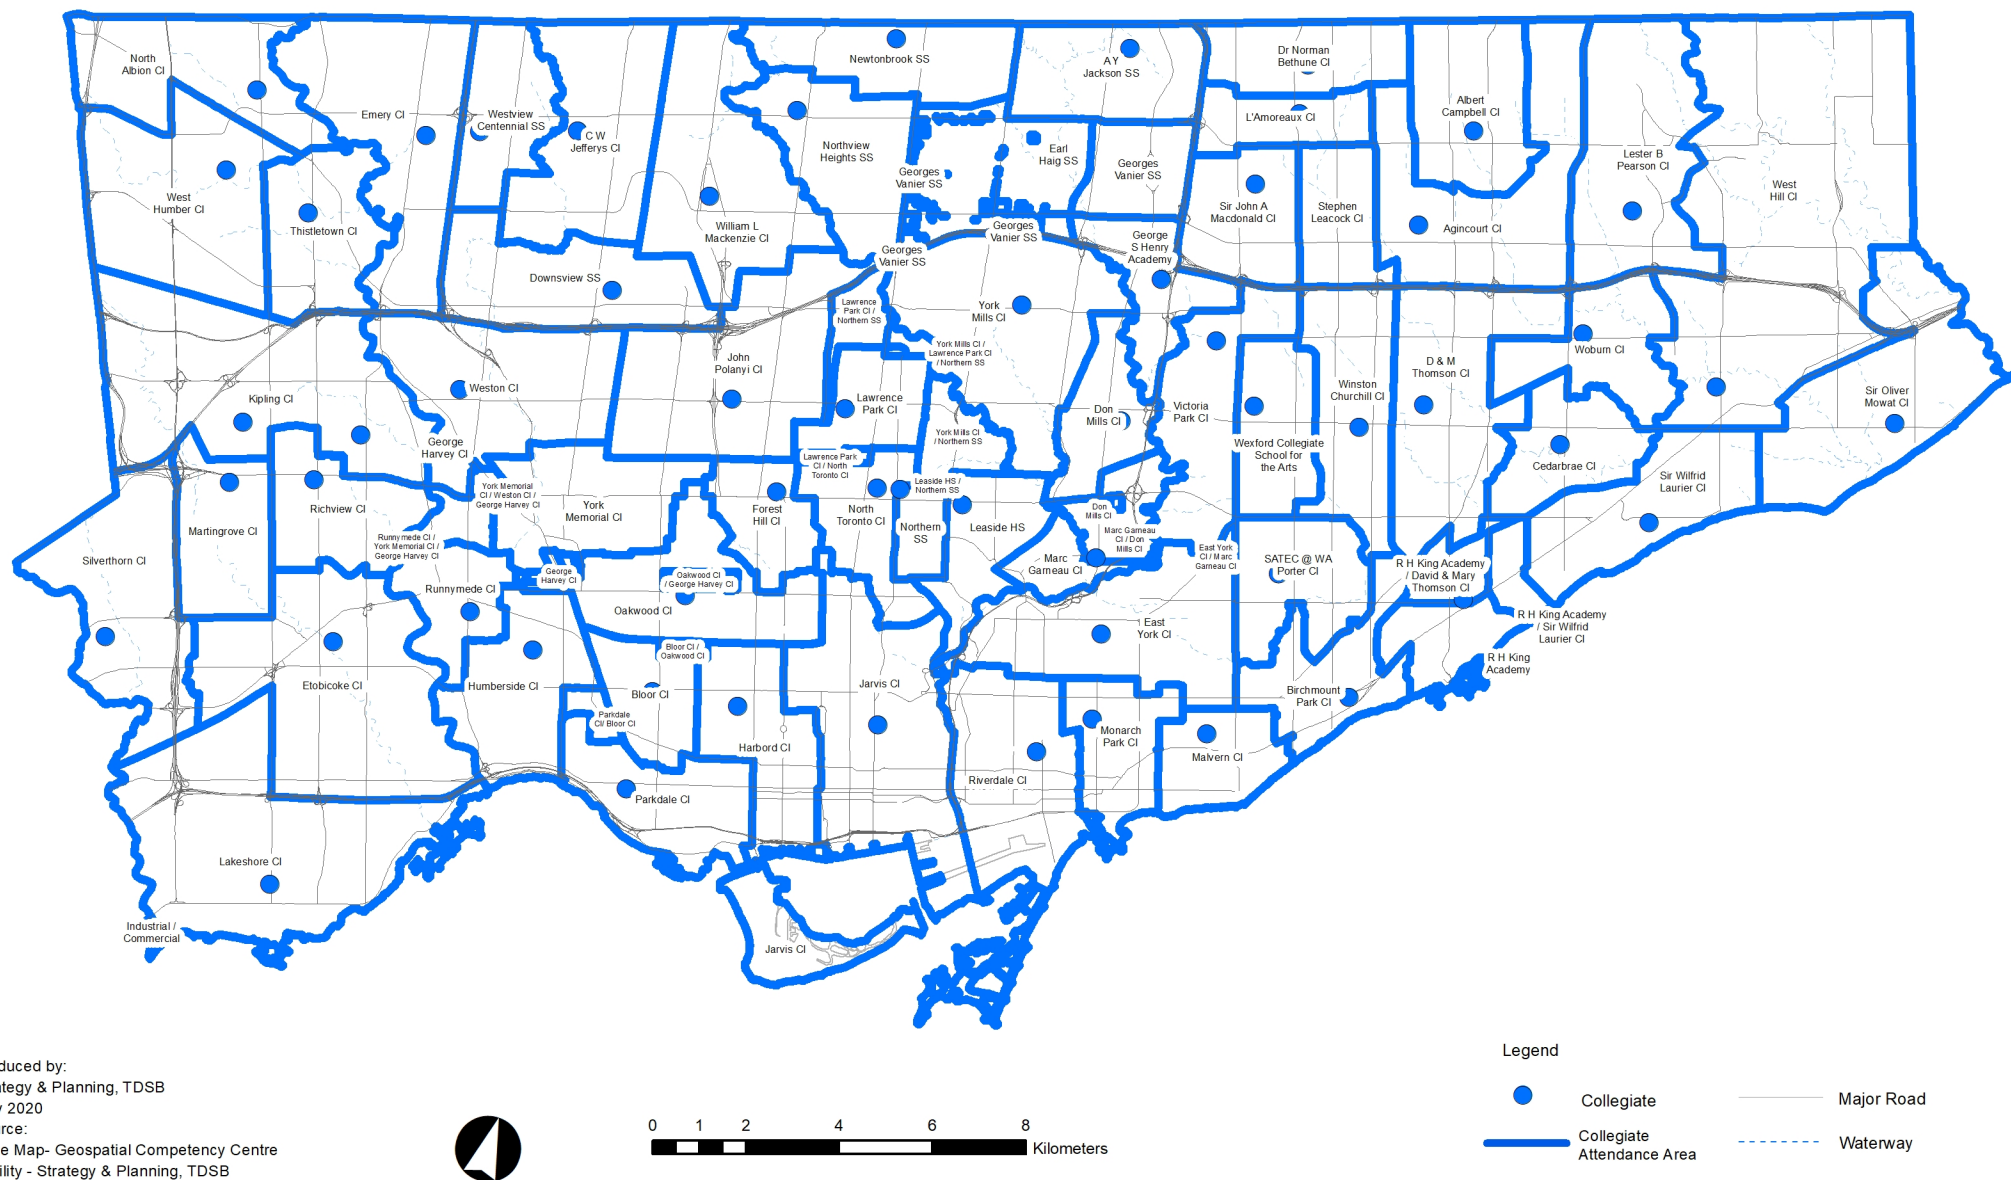 North
Albion CI
Emery CI
Westview
Centennial SS
C W
Jefferys CI
Newtonbrook SS
A Y
Jackson SS
Dr Norman
Bethune CI
L'Amoreaux CI
Albert
Campbell CI
Lester B
Pearson CI
West
Hill CI
West
Humber CI
Thistletown CI
Northview
Heights SS
Georges
Vanier SS
Earl
Haig SS
Georges
Vanier SS
Sir John A
Macdonald CI
Stephen
Leacock CI
Agincourt CI
William L
Mackenzie CI
Georges
Vanier SS
Georges
Vanier SS
George
S Henry
Academy
Downsview SS
Lawrence
Park CI /
Northern SS
York
Mills CI
York Mills CI /
Lawrence Park CI
/ Northern SS
John
Polanyi CI
Weston CI
Kipling CI
George
Harvey CI
Lawrence
Park CI
York Mills CI
/ Northern SS
Don
Mills CI
Victoria
Park CI
Wexford Collegiate
School for
the Arts
Winston
Churchill CI
D & M
Thomson CI
Woburn CI
Cedarbrae CI
Sir Oliver
Mowat CI
Sir Wilfrid
Laurier CI
Lawrence Park
CI / North
Toronto CI
Leaside HS /
Northern SS
Martingrove CI
Richview CI
York Memorial
CI / Weston CI /
George Harvey CI
York
Memorial CI
Forest
Hill CI
North
Toronto CI
Northern
SS
Leaside HS
Don
Mills CI
Marc Garneau
CI / Don
Mills CI
Silverthorn CI
Runnymede CI /
York Memorial CI /
George Harvey CI
Runnymede CI
George
Harvey CI
Oakwood CI
/ George Harvey CI
Marc
Garneau CI
East York
CI / Marc
Garneau CI
SATEC @ WA
Porter CI
R H King Academy
/ David & Mary
Thomson CI
R H King Academy
/ Sir Wilfrid
Laurier CI
R H King
Academy
Oakwood CI
Bloor CI /
Oakwood CI
East
York CI
Etobicoke CI
Humberside CI
Bloor CI
Jarvis CI
Birchmount
Park CI
Parkdale
CI/ Bloor CI
Harbord CI
Monarch
Park CI
Malvern CI
Riverdale CI
Parkdale CI
Lakeshore CI
Industrial /
Commercial
Jarvis CI
duced by:
tegy & Planning, TDSB
y 2020
rce:
e Map- Geospatial Competency Centre
ility - Strategy & Planning, TDSB
0 1 2 4 6 8
Kilometers
Legend
Collegiate
Major Road
Collegiate
Attendance Area
Waterway